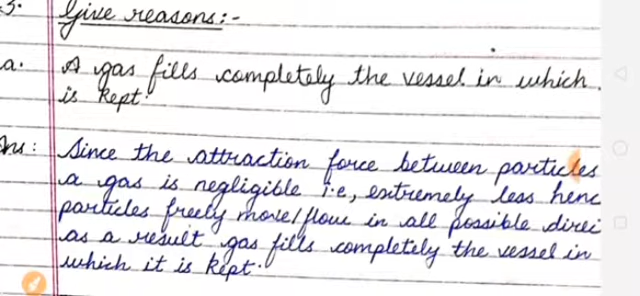 3. Give reasons:-
a. A gas fills completely the vessel in which
is kept.
Ans: Since the attraction force between particles
a gas is negligible i.e, extremely less henc
particles freely move/flow in all possible direc
as a result gas fills completely the vessel in
which it is kept.